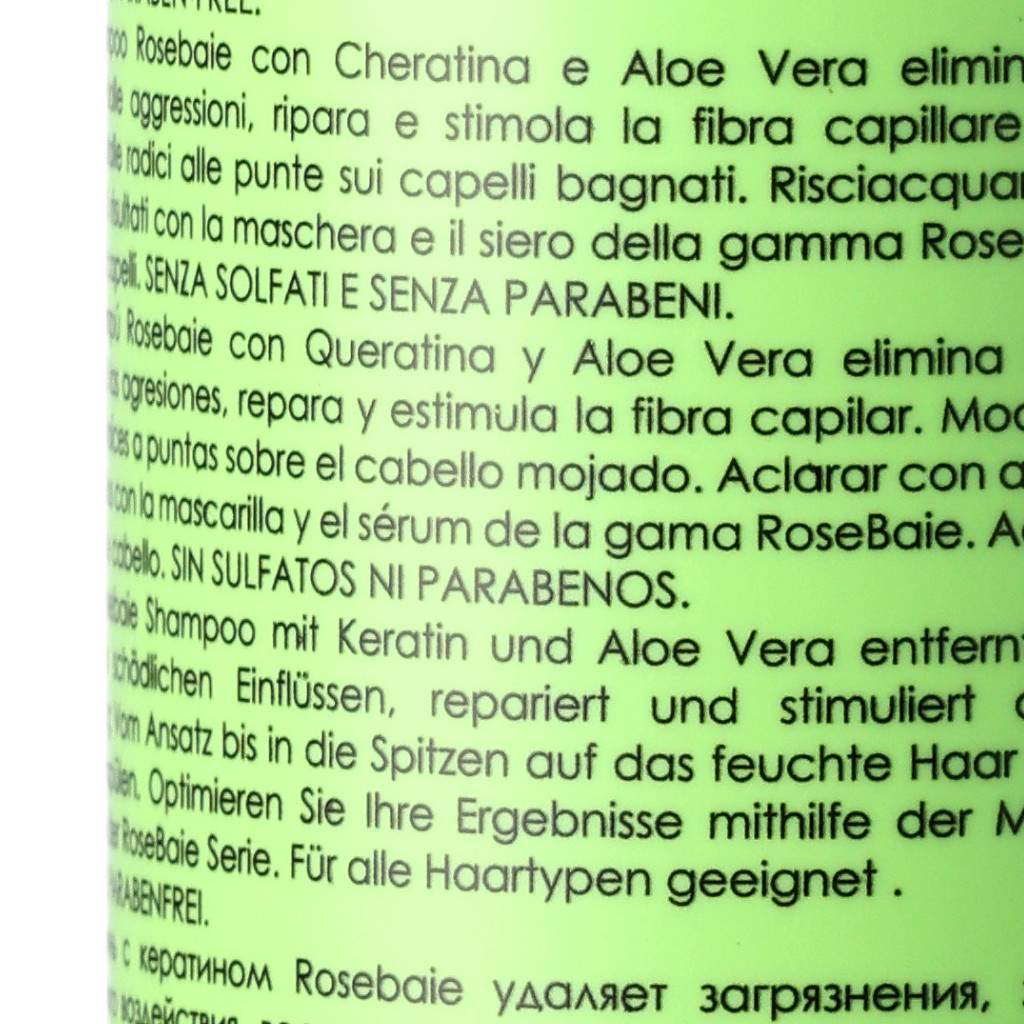 FREE.
Rosebaie con Cheratina e Aloe Vera elimin
aggressioni, ripara e stimola la fibra capillare
radici alle punte sui capelli bagnati. Risciacquar
con la maschera e il siero della gamma Rose
SENZA SOLFATI E SENZA PARABENI.
Rosebaie con Queratina y Aloe Vera elimina
agresiones, repara y estimula la fibra capilar. Mod
a puntas sobre el cabello mojado. Aclarar con a
con la mascarilla y el sérum de la gama RoseBaie. A
cabello. SIN SULFATOS NI PARABENOS.
Shampoo mit Keratin und Aloe Vera entfernt
schädlichen Einflüssen, repariert und stimuliert d
Vom Ansatz bis in die Spitzen auf das feuchte Haar
Optimieren Sie Ihre Ergebnisse mithilfe der M
RoseBaie Serie. Für alle Haartypen geeignet .
PARABENFREI.
с кератином Rosebaie удаляет загрязнения,